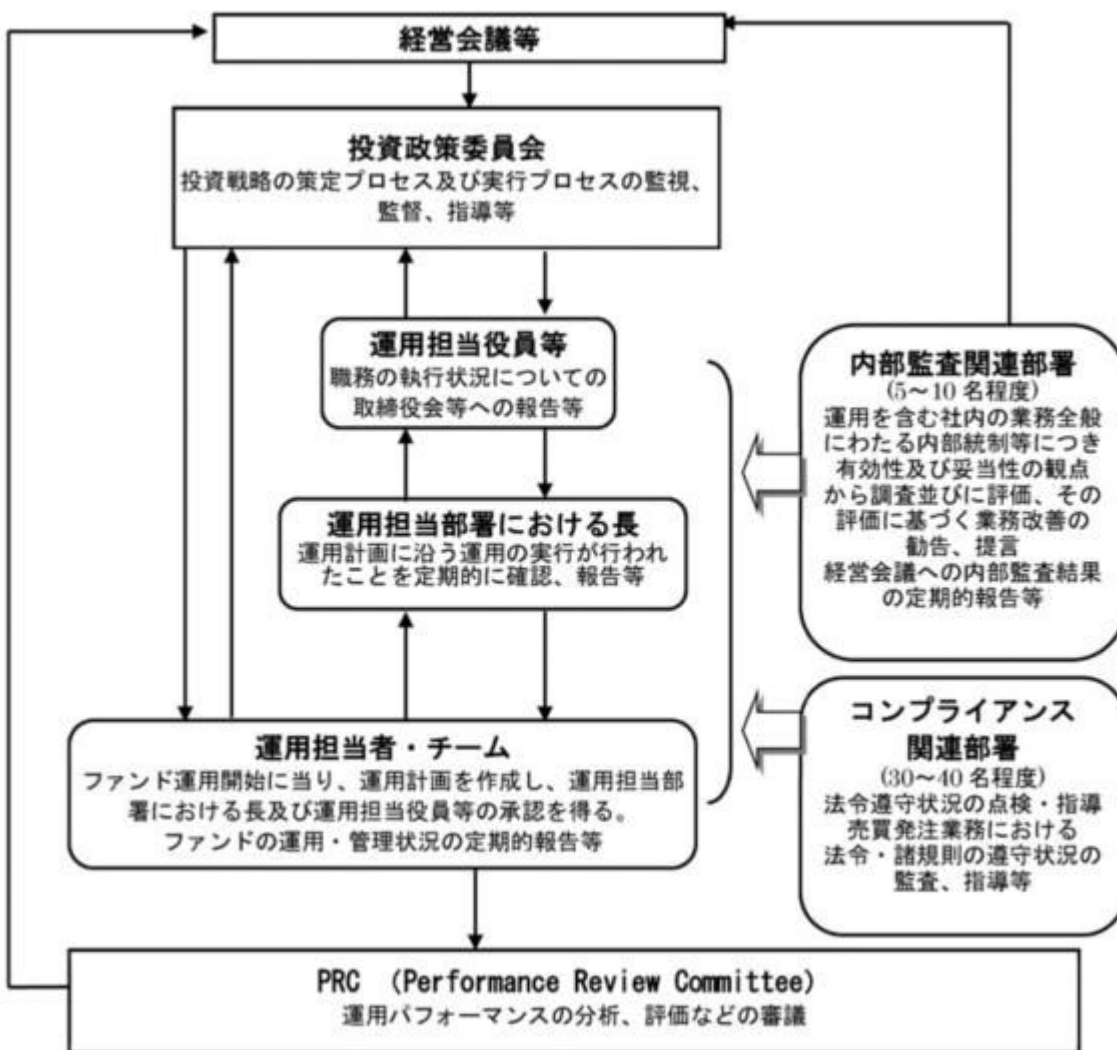 経営会議等
投資政策委員会
投資戦略の策定プロセス及び実行プロセスの監視、
監督、指導等
運用担当役員等
職務の執行状況についての
取締役会等への報告等
運用担当部署における長
運用計画に沿う運用の実行が行われ
たことを定期的に確認、報告等
運用担当者・チーム
ファンド運用開始に当り、運用計画を作成し、運用担当部
署における長及び運用担当役員等の承認を得る。
ファンドの運用・管理状況の定期的報告等
内部監査関連部署
(5～10 名程度)
運用を含む社内の業務全般
にわたる内部統制等につき
有効性及び妥当性の観点
から調査並びに評価、その
評価に基づく業務改善の
勧告、提言
経営会議への内部監査結果
の定期的報告等
コンプライアンス
関連部署
(30～40 名程度)
法令遵守状況の点検・指導
売買発注業務における
法令・諸規則の遵守状況の
監査、指導等
PRC (Performance Review Committee)
運用パフォーマンスの分析、評価などの審議